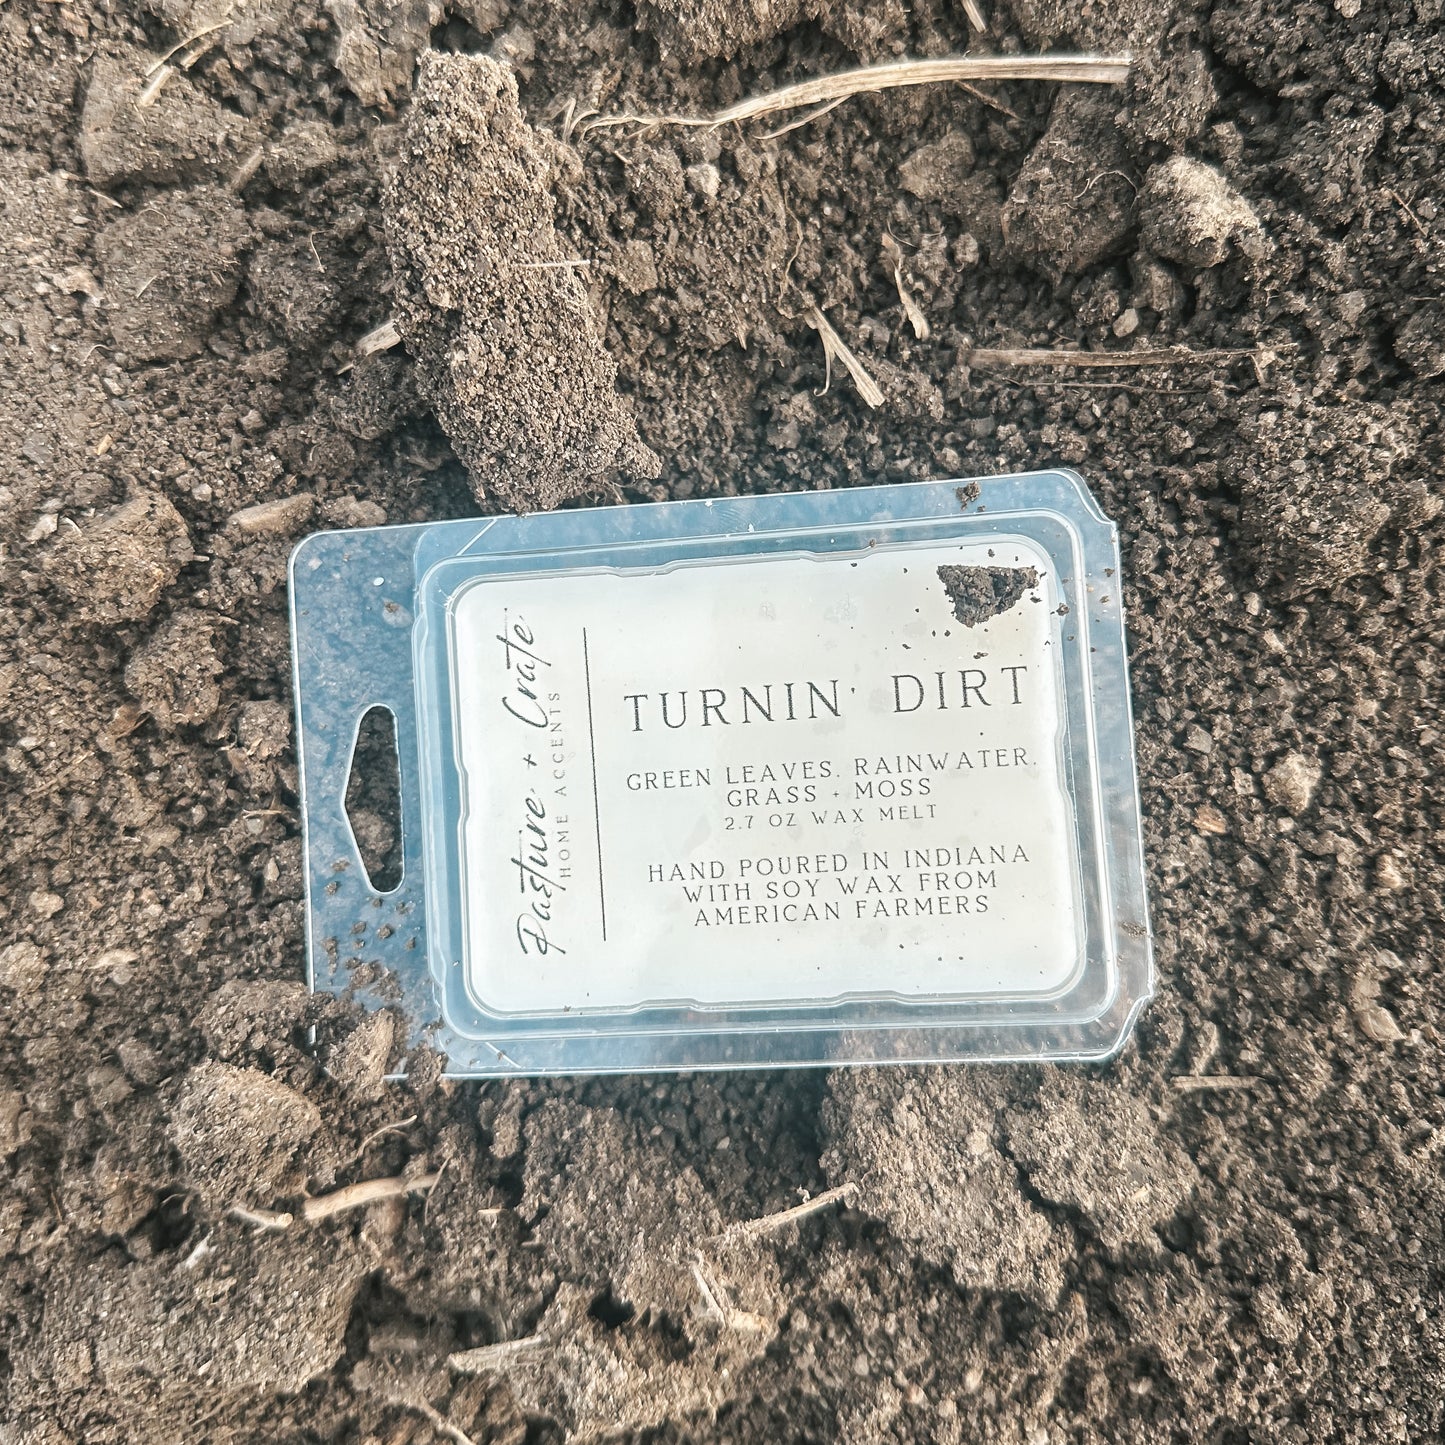 Pasture + Crate
HOME ACCENTS
TURNIN' DIRT
GREEN LEAVES, RAINWATER,
GRASS + MOSS
2.7 OZ WAX MELT
HAND POURED IN INDIANA
WITH SOY WAX FROM
AMERICAN FARMERS